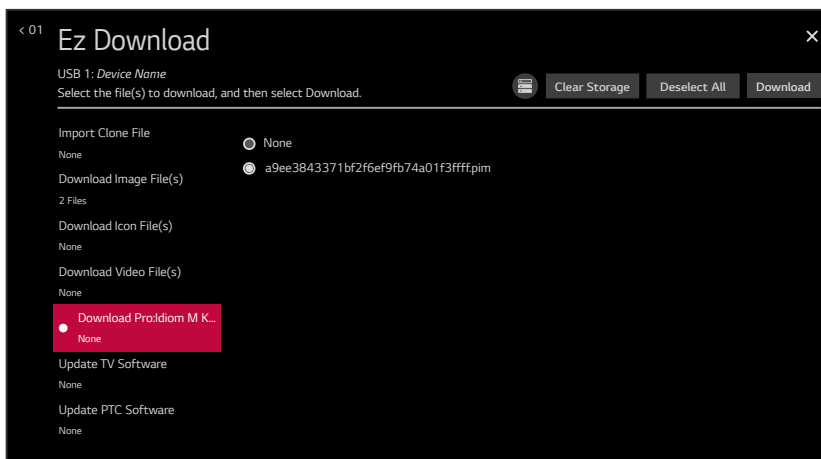 < 01
Ez Download
USB 1: Device Name
Select the file(s) to download, and then select Download.
Clear Storage
Deselect All
Download
Import Clone File
None
Download Image File(s)
2 Files
Download Icon File(s)
None
Download Video File(s)
None
Download Pro:Idiom M K...
None
Update TV Software
None
Update PTC Software
None
None
a9ee3843371bf2f6ef9fb74a01f3ffff.pim